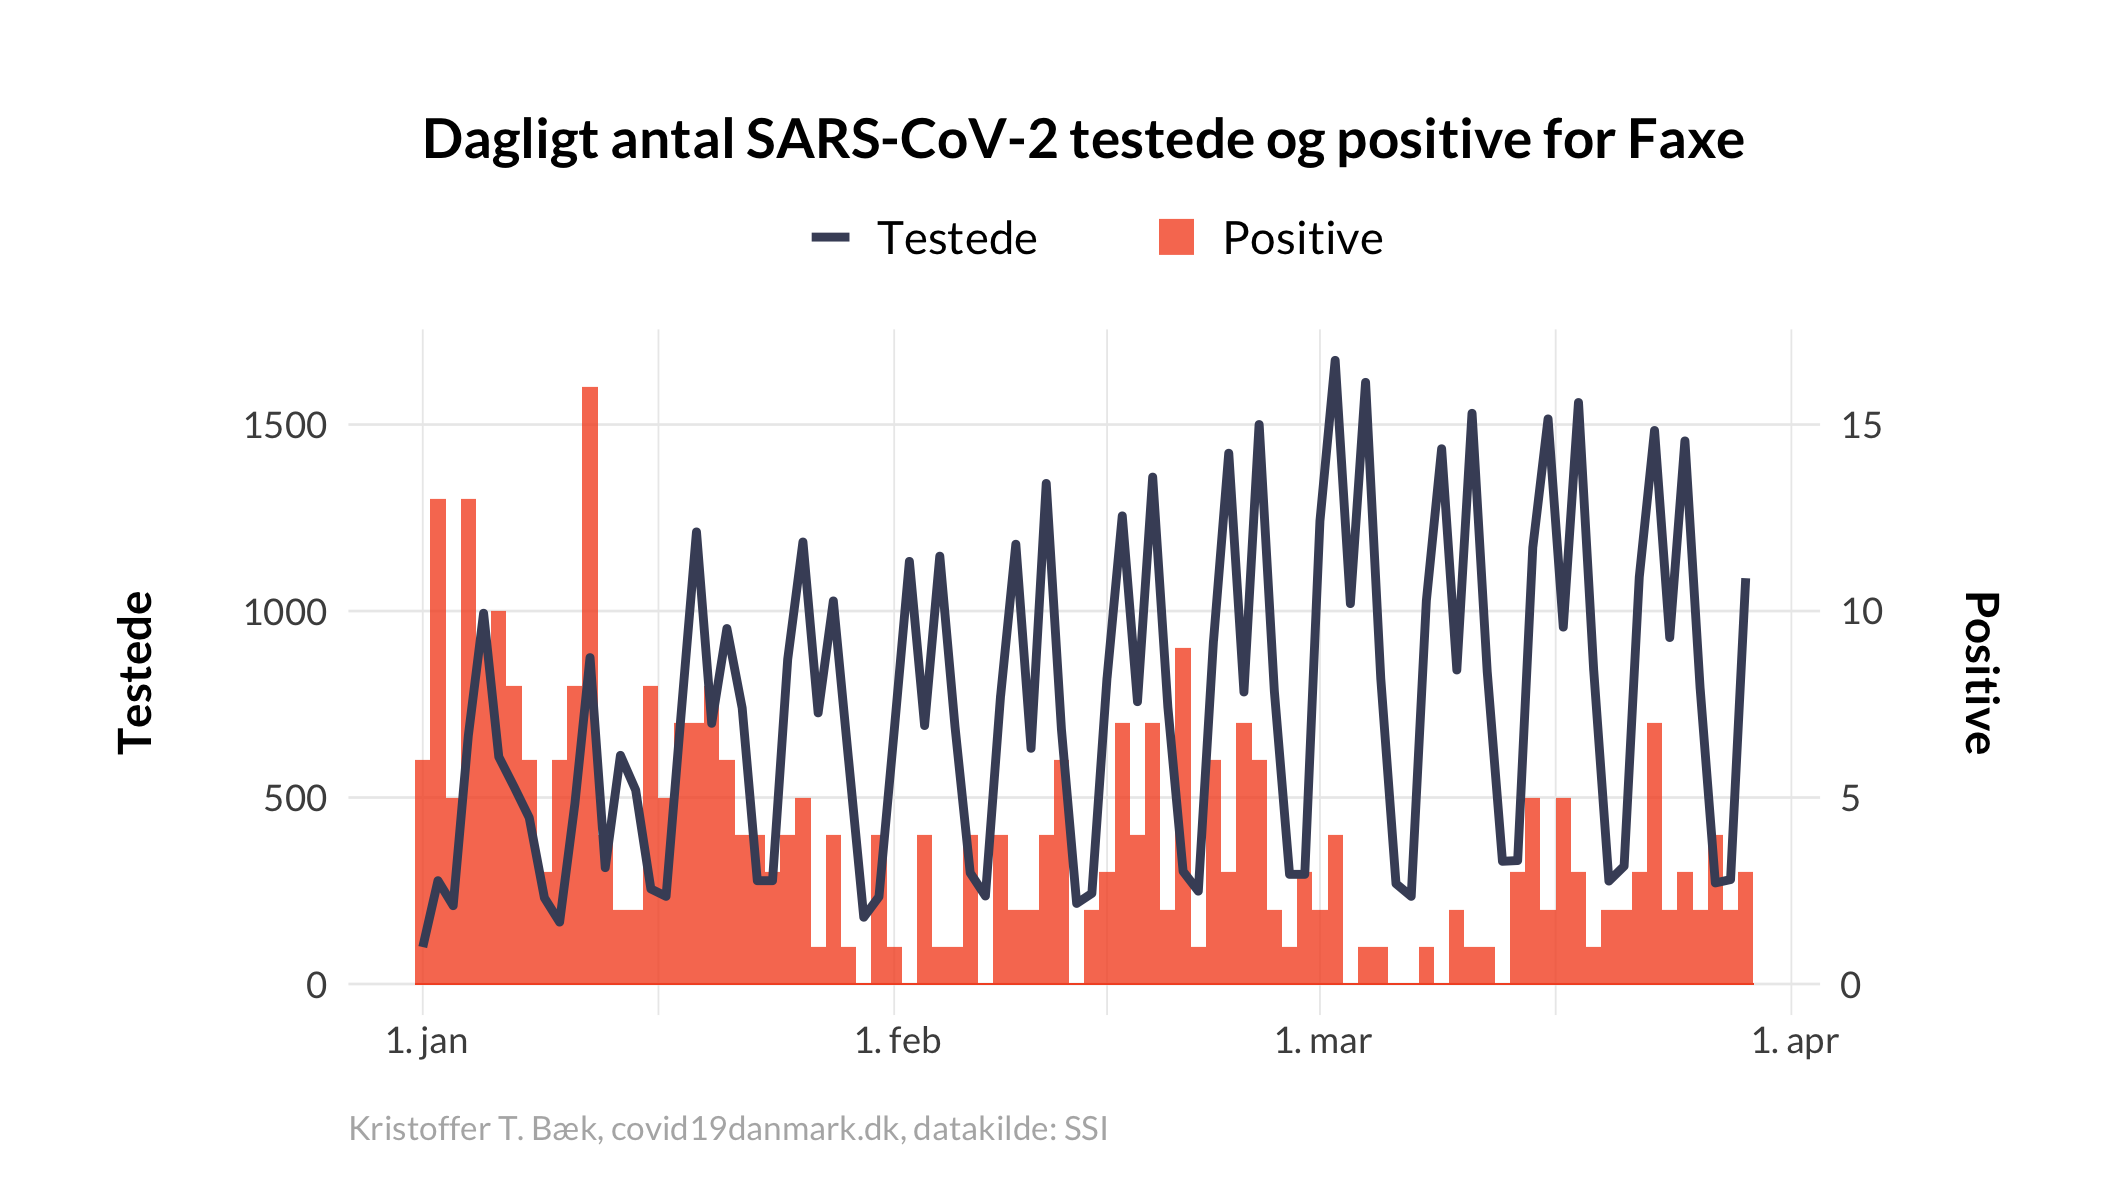 Dagligt antal SARS-CoV-2 testede og positive for Faxe
Testede Positive
1500 15
1000 10
500 5
0 0
Testede
Positive
1. jan 1. feb 1. mar 1. apr
Kristoffer T. Bæk, covid19danmark.dk, datakilde: SSI